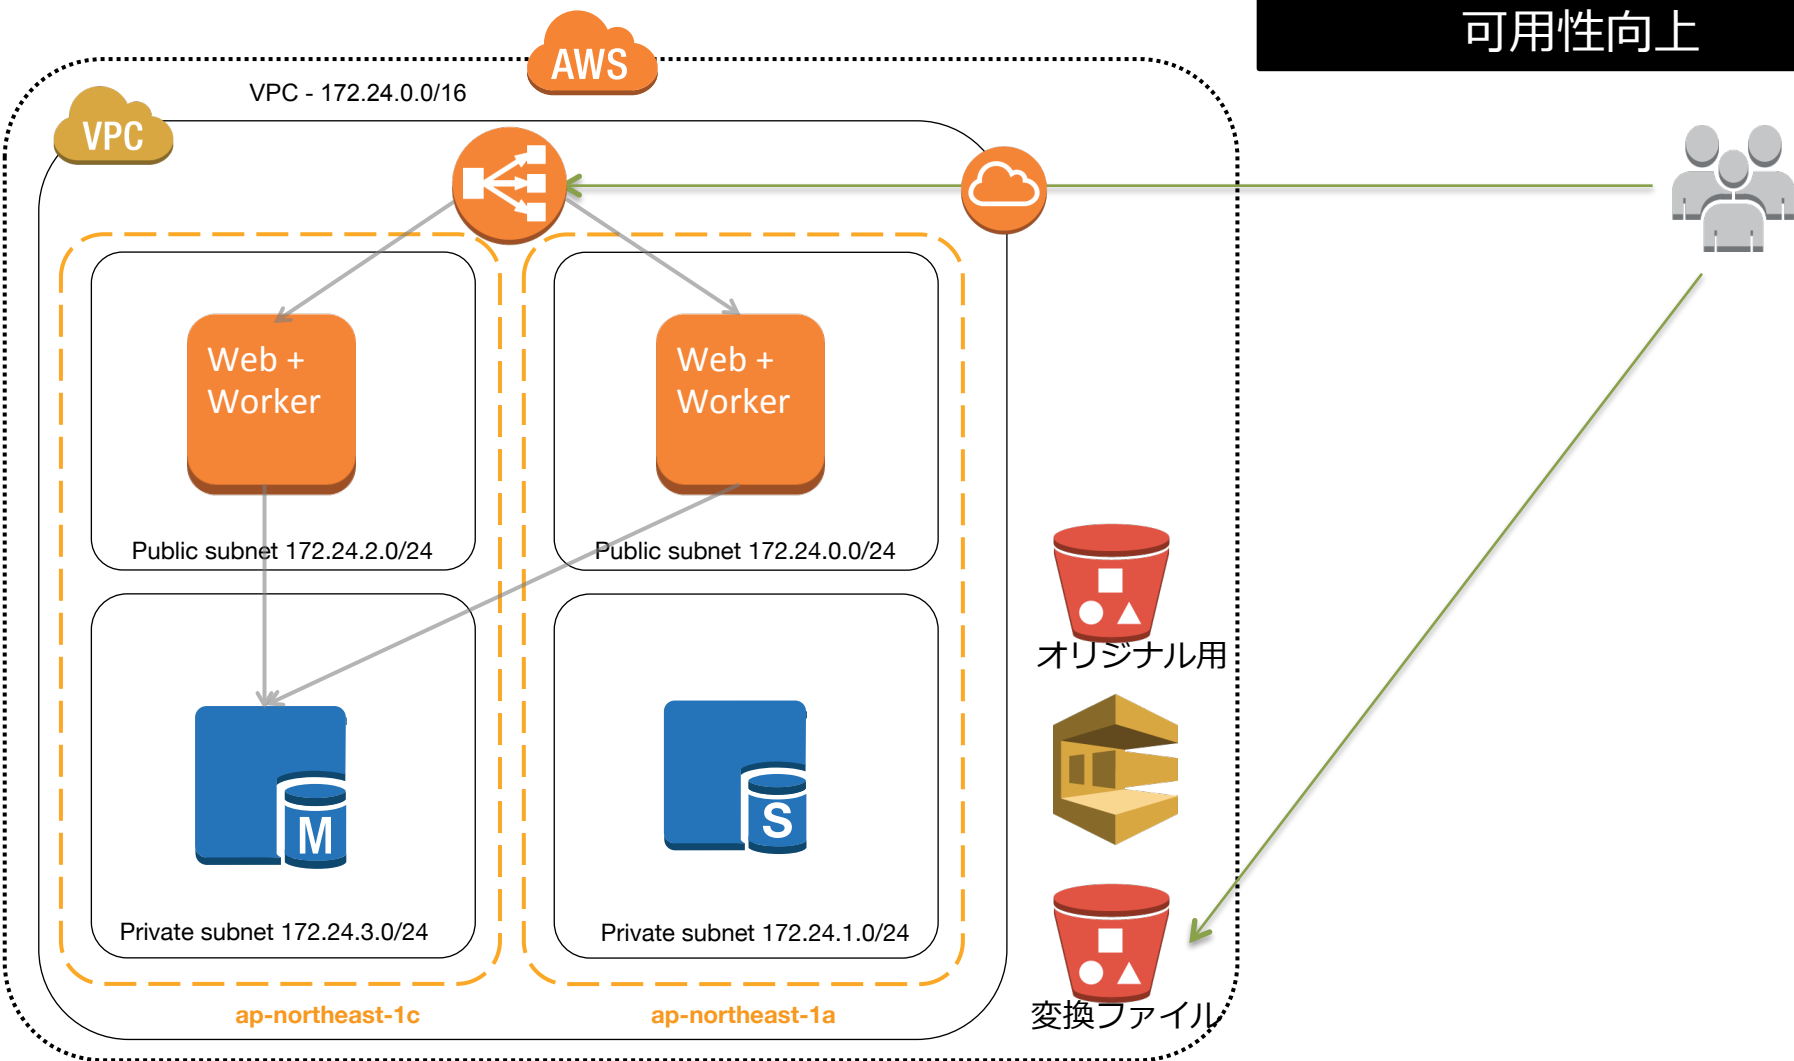 可用性向上
AWS
VPC - 172.24.0.0/16
VPC
Web +
Worker
Web +
Worker
Public subnet 172.24.2.0/24
Public subnet 172.24.0.0/24
オリジナル用
M
S
Private subnet 172.24.3.0/24
Private subnet 172.24.1.0/24
変換ファイル
ap-northeast-1c
ap-northeast-1a